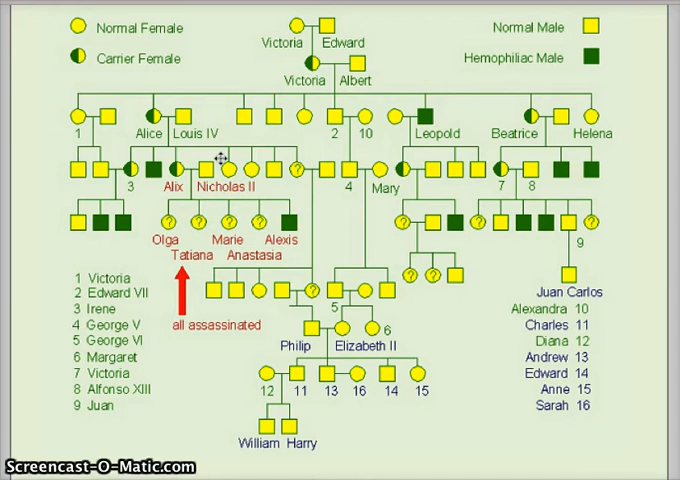 Normal Female
Normal Male
Victoria Edward
Carrier Female
Hemophiliac Male
Victoria Albert
1 Alice Louis IV 2 10 Leopold Beatrice Helena
? 
3 Alix Nicholas II 4 Mary 7 8
? ? ? ? ? ? ?
Olga Marie Alexis 9
Tatiana Anastasia
? ?
?
1 Victoria
2 Edward VII
3 Irene
4 George V
5 George VI
6 Margaret
7 Victoria
8 Alfonso XIII
9 Juan
all assassinated
5
6
Philip Elizabeth II
12 11 13 16 14 15
William Harry
Juan Carlos
Alexandra 10
Charles 11
Diana 12
Andrew 13
Edward 14
Anne 15
Sarah 16
Screencast-O-Matic.com